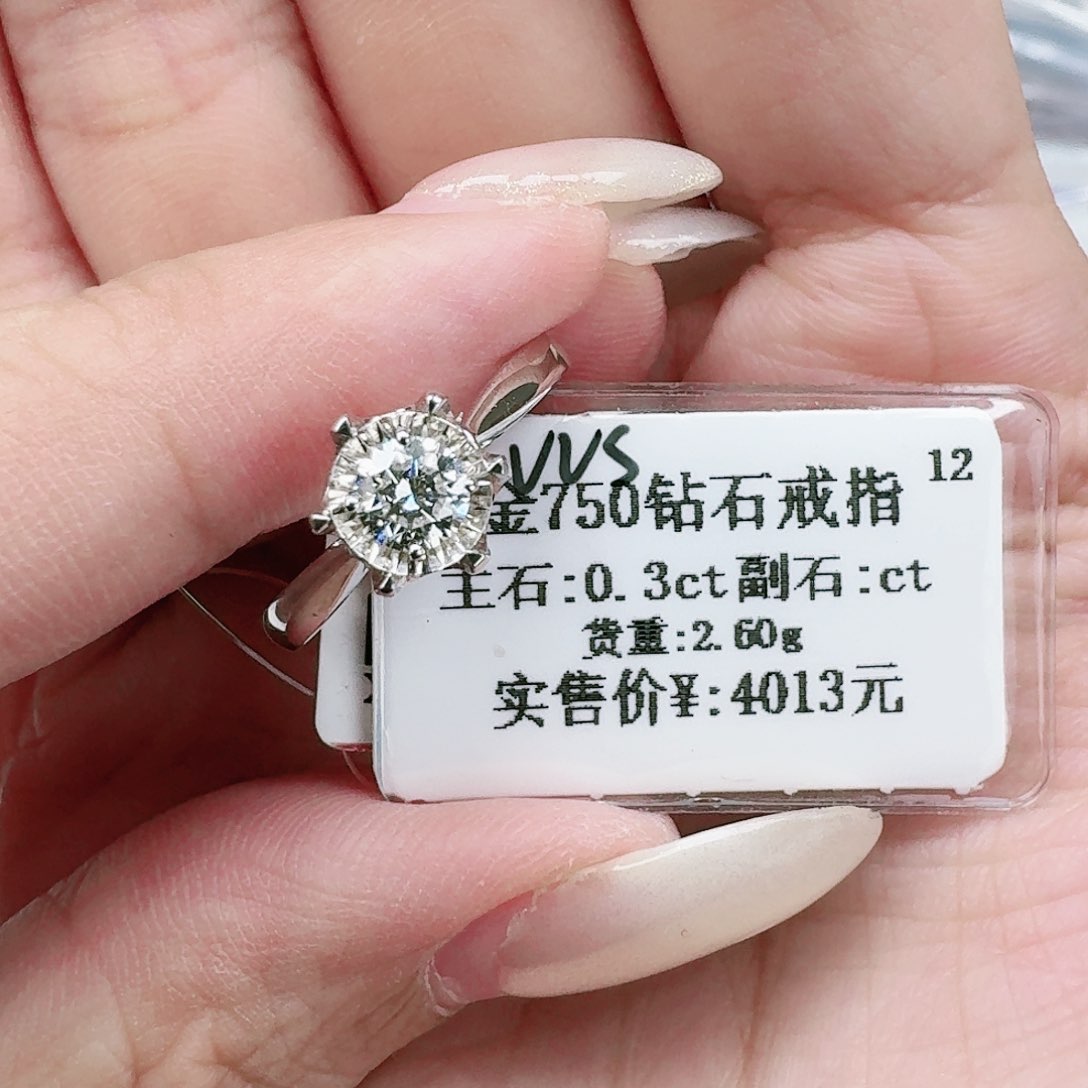 VVS
12
金750钻石戒指
主石:0.3ct副石:ct
货重:2.60g
实售价¥:4013元